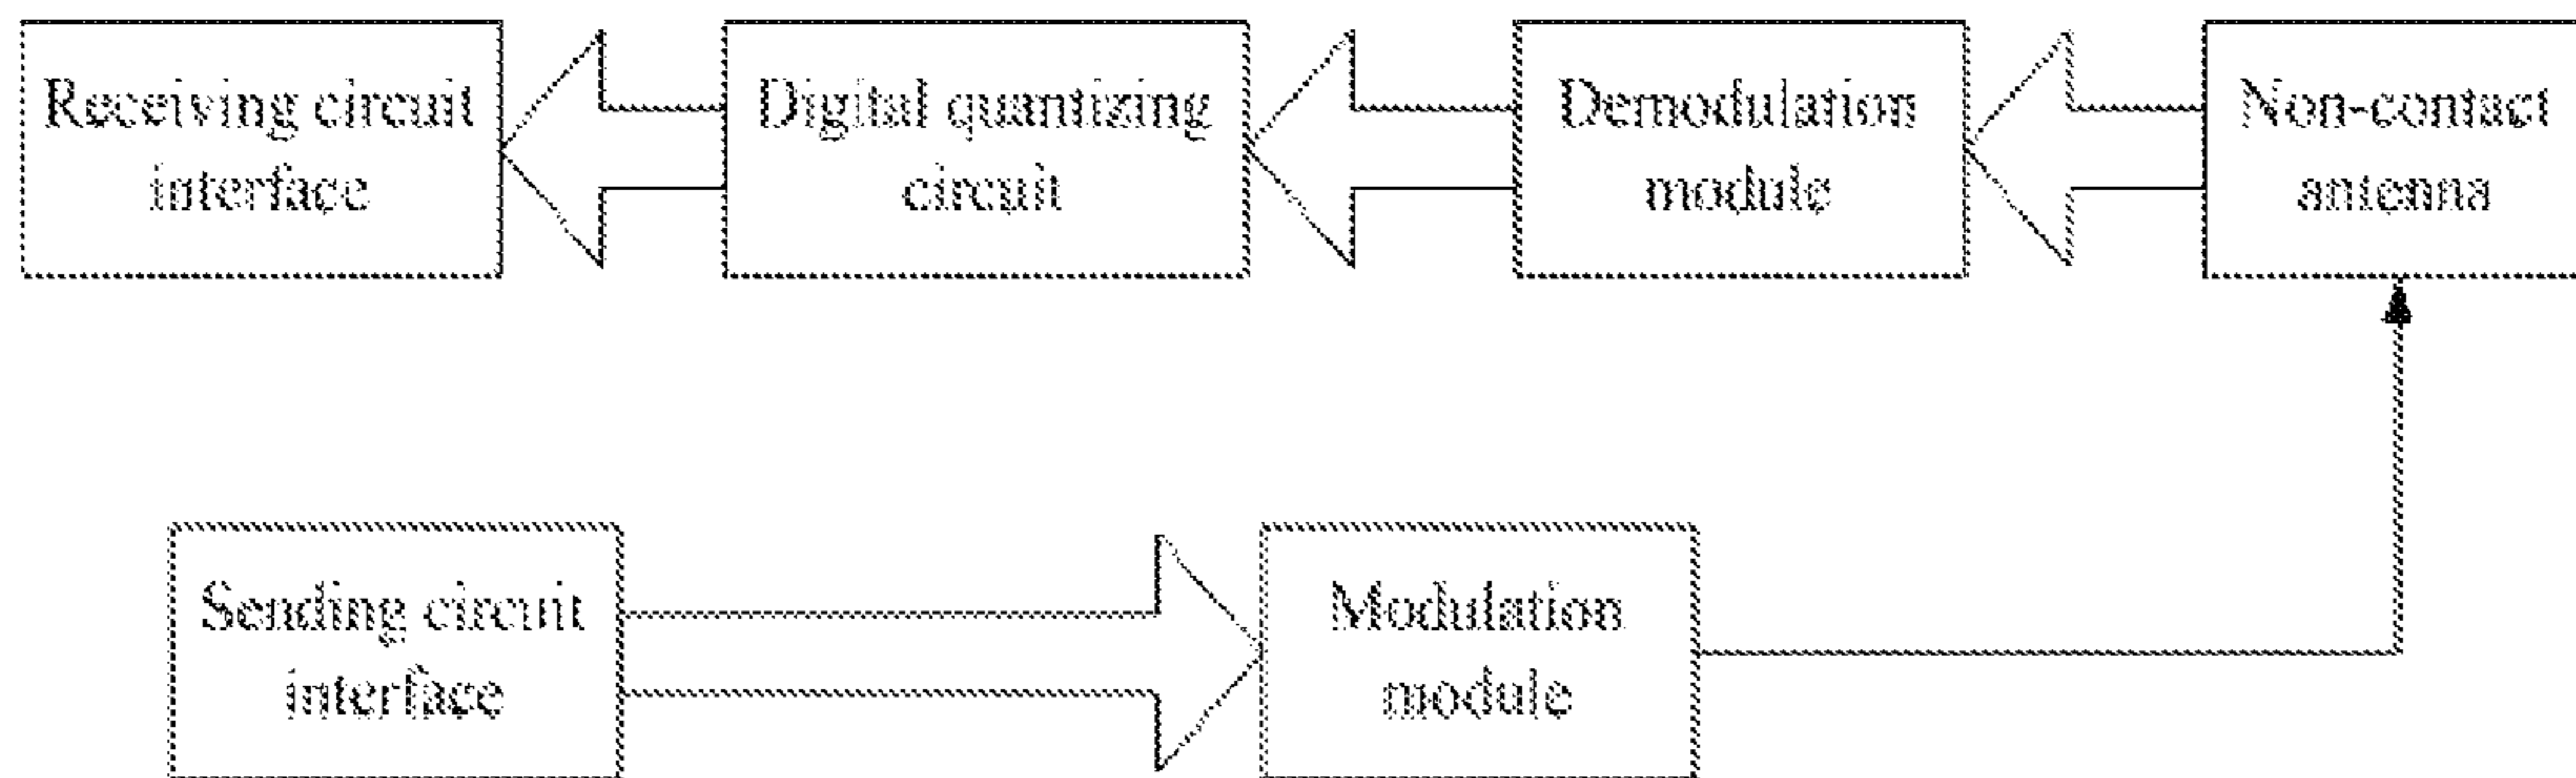 Receiving circuit
interface
Digital quantizing
circuit
Demodulation
module
Non-contact
antenna
Sending circuit
interface
Modulation
module